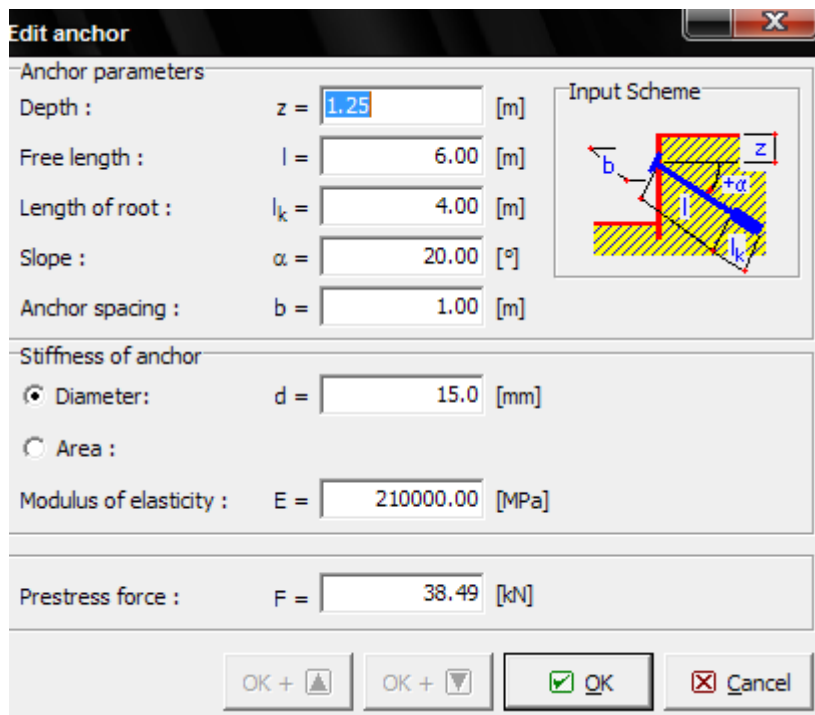 Edit anchor
Anchor parameters
Depth : z = 1.25 [m]
Free length : l = 6.00 [m]
Length of root : lk = 4.00 [m]
Slope : α = 20.00 [°]
Anchor spacing : b = 1.00 [m]
Input Scheme
b z
+α
l
lk
Stiffness of anchor
Diameter: d = 15.0 [mm]
Area :
Modulus of elasticity : E = 210000.00 [MPa]
Prestress force : F = 38.49 [kN]
OK + OK + OK Cancel